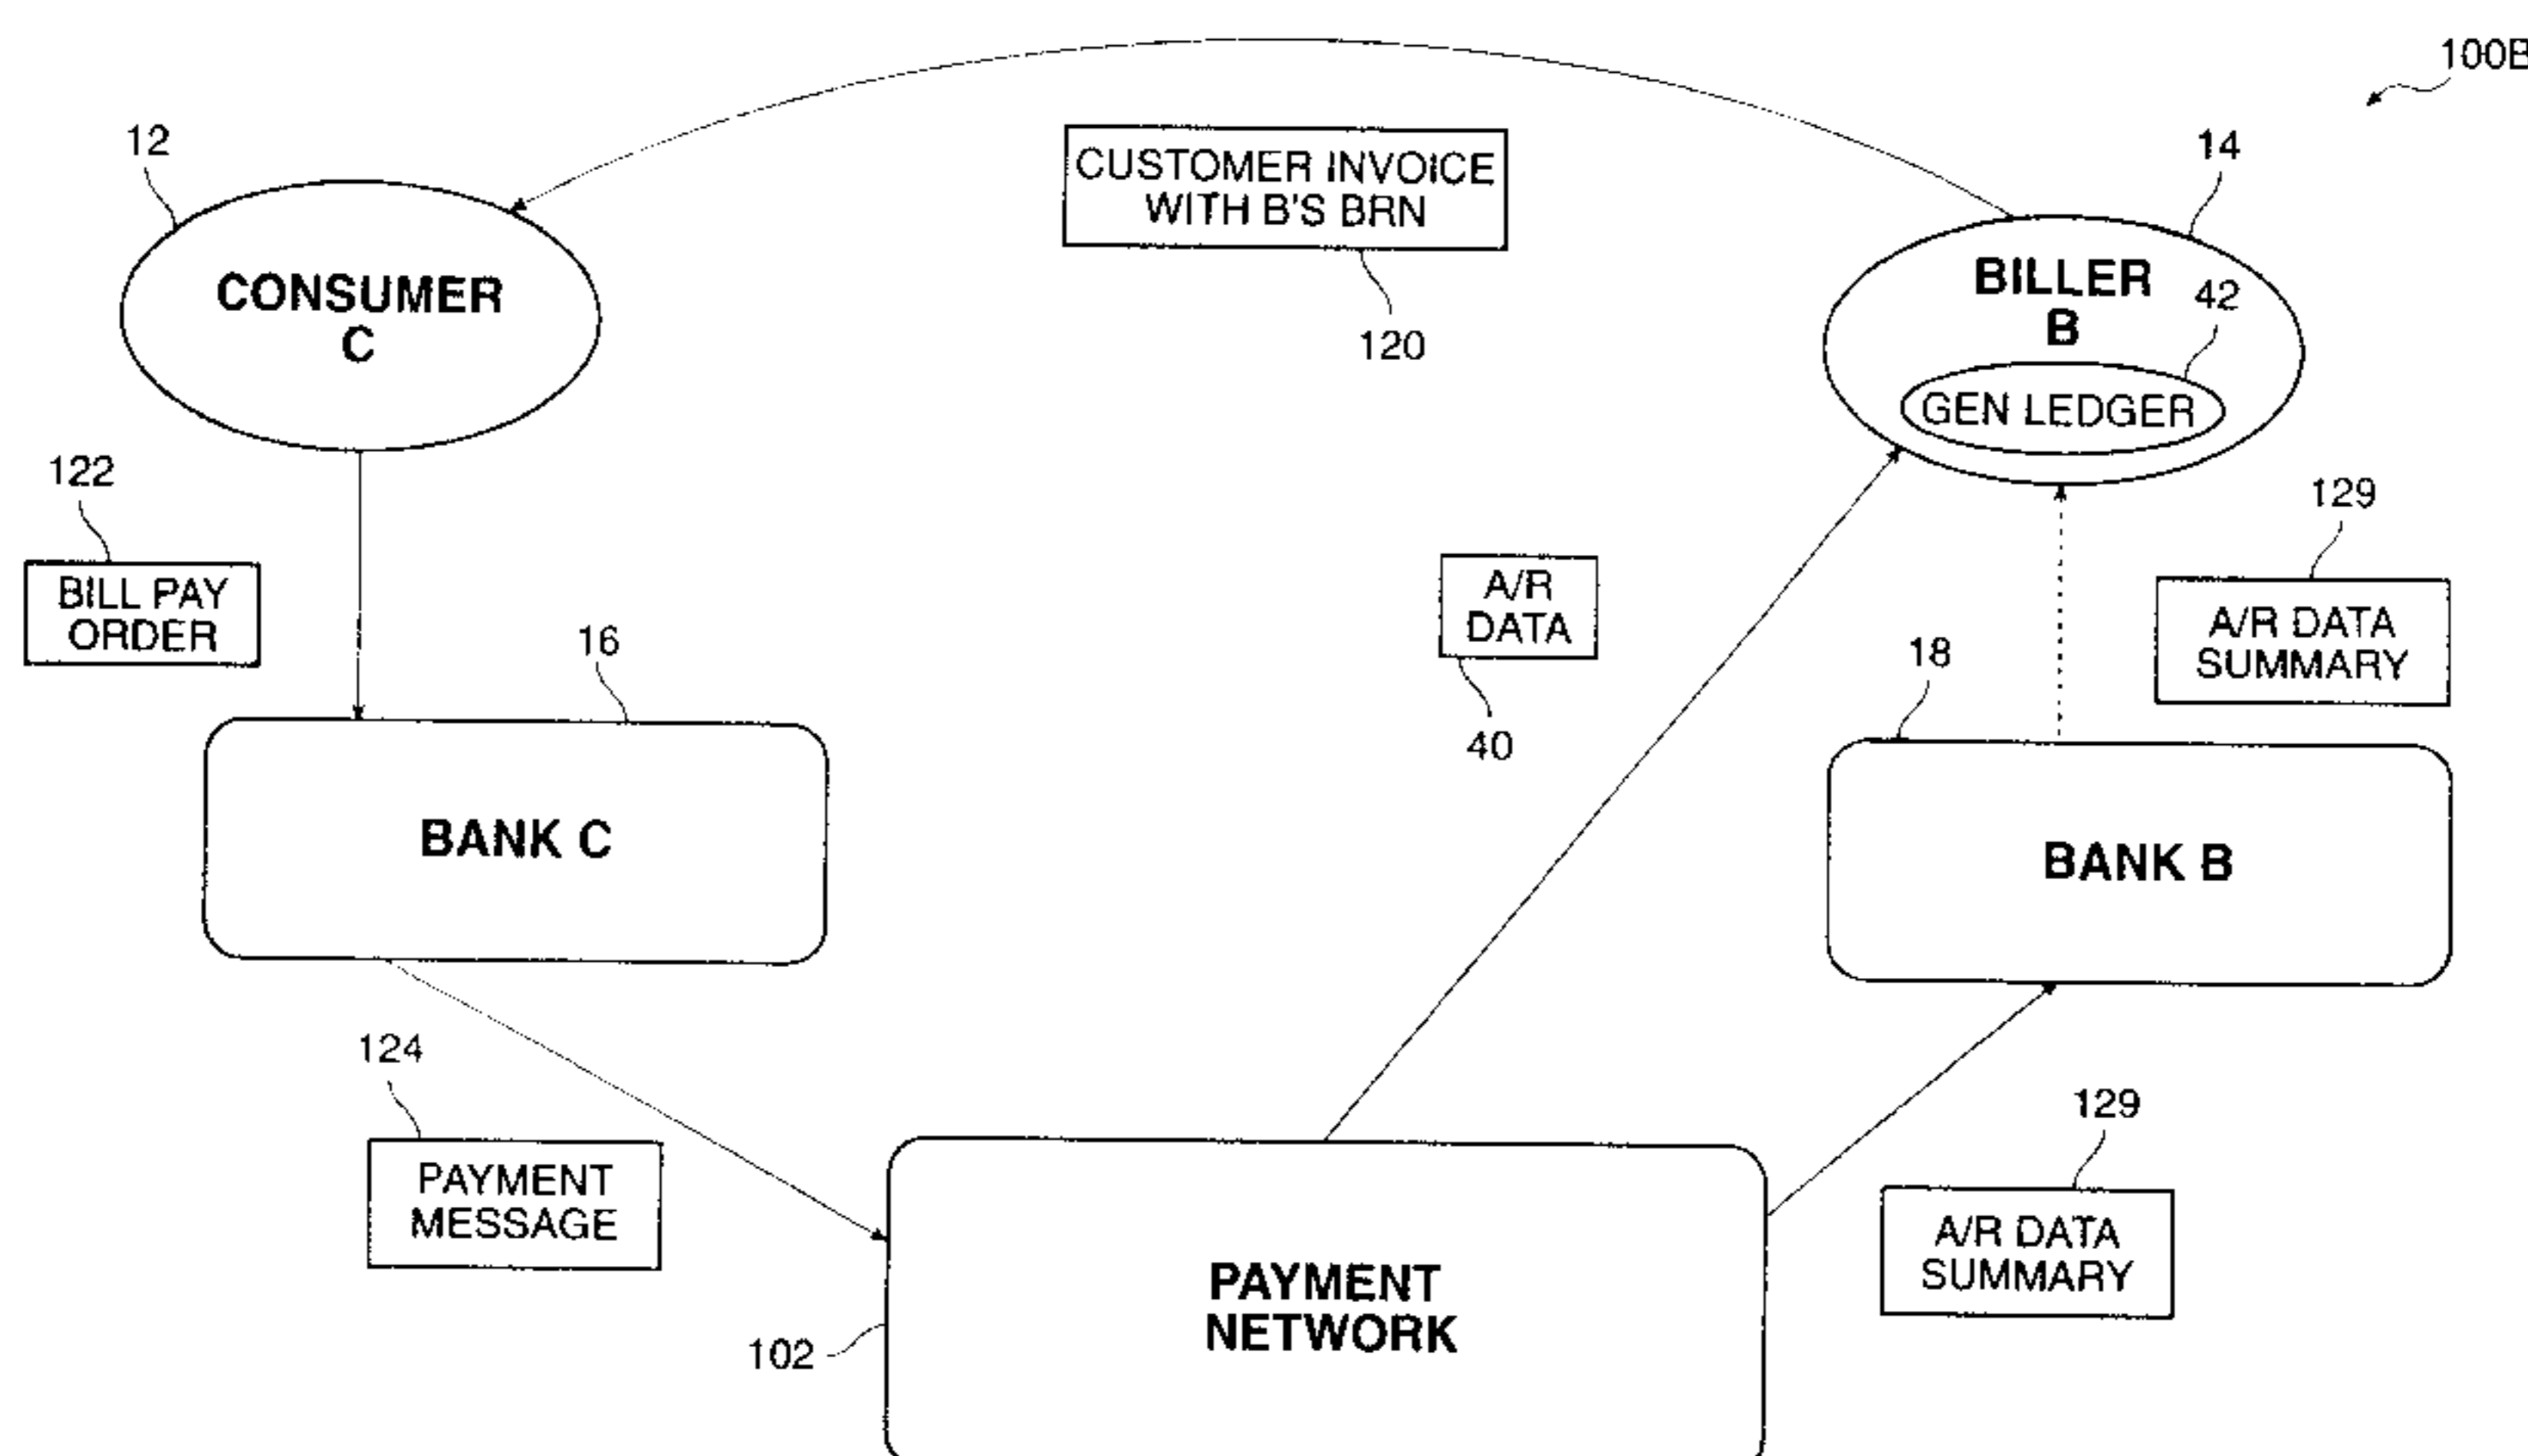 100B
12
CUSTOMER INVOICE
WITH B'S BRN
14
CONSUMER
C
BILLER
B
42
120
GEN LEDGER
122
129
BILL PAY
ORDER
16
A/R
DATA
18
A/R DATA
SUMMARY
40
BANK C
BANK B
124
129
PAYMENT
MESSAGE
A/R DATA
SUMMARY
PAYMENT
NETWORK
102